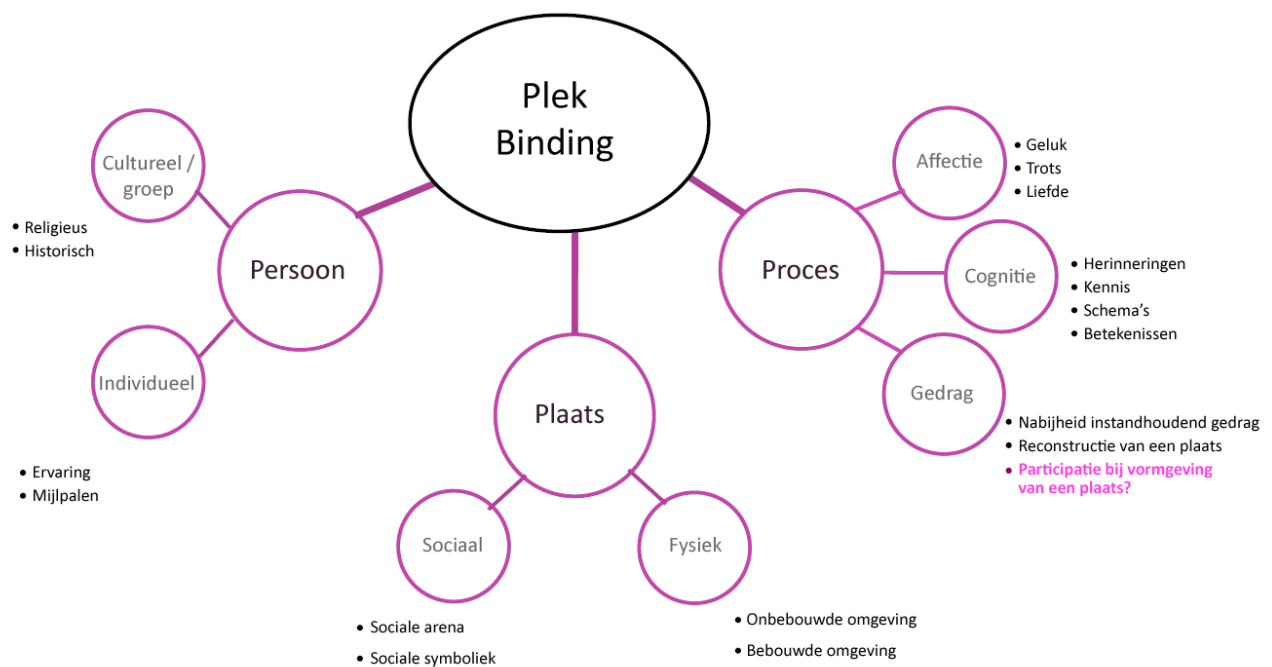 Plek
Binding
Cultureel /
groep
• Religieus
• Historisch
Persoon
Individueel
• Ervaring
• Mijlpalen
Plaats
Sociaal
• Sociale arena
• Sociale symboliek
Fysiek
• Onbebouwde omgeving
• Bebouwde omgeving
Proces
Affectie
• Geluk
• Trots
• Liefde
Cognitie
• Herinneringen
• Kennis
• Schema’s
• Betekenissen
Gedrag
• Nabijheid instandhoudend gedrag
• Reconstructie van een plaats
• Participatie bij vormgeving
van een plaats?